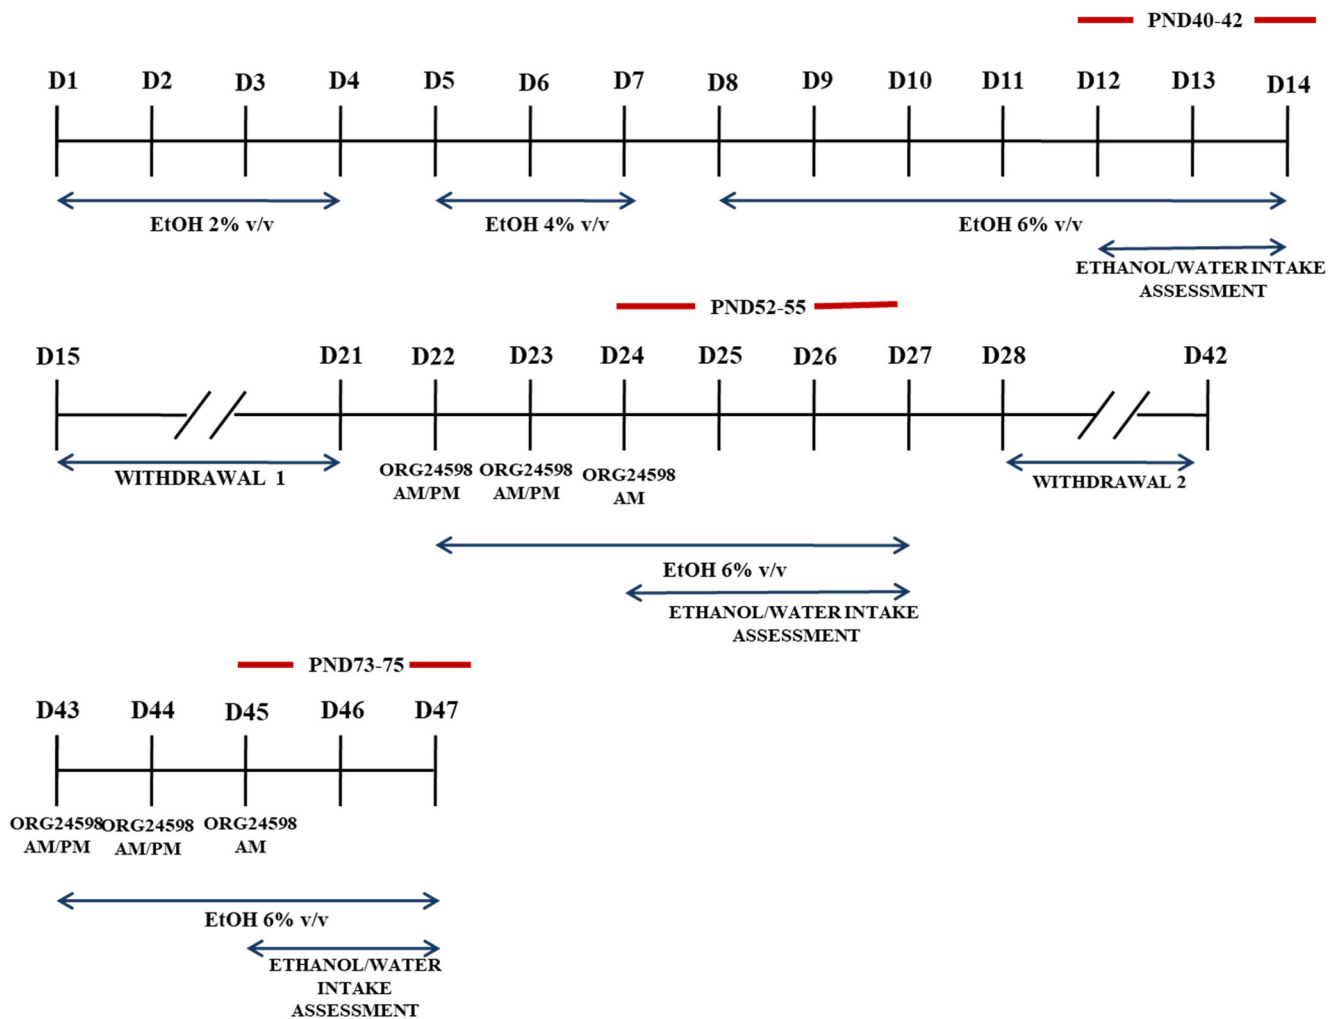 PND40-42
D1 D2 D3 D4 D5 D6 D7 D8 D9 D10 D11 D12 D13 D14
EtOH 2% v/v EtOH 4% v/v EtOH 6% v/v
ETHANOL/WATER INTAKE
ASSESSMENT
PND52-55
D15 D21 D22 D23 D24 D25 D26 D27 D28 D42
WITHDRAWAL 1 ORG24598 ORG24598 ORG24598 WITHDRAWAL 2
AM/PM AM/PM AM
EtOH 6% v/v
ETHANOL/WATER INTAKE
ASSESSMENT
PND73-75
D43 D44 D45 D46 D47
ORG24598 ORG24598 ORG24598
AM/PM AM/PM AM
EtOH 6% v/v
ETHANOL/WATER
INTAKE
ASSESSMENT